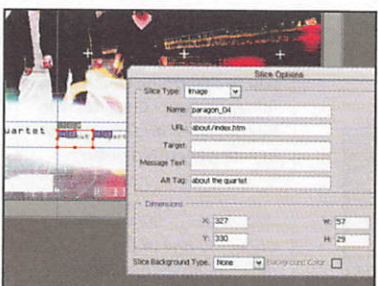 Slice Options
Slice Type: Image
Name: paragon_04
URL: about/index.htm
Target:
Message Text:
Alt Tag: about the quartet
Dimensions
X: 327 W: 57
Y: 330 H: 29
Slice Background Type: None Background Color:
uartet